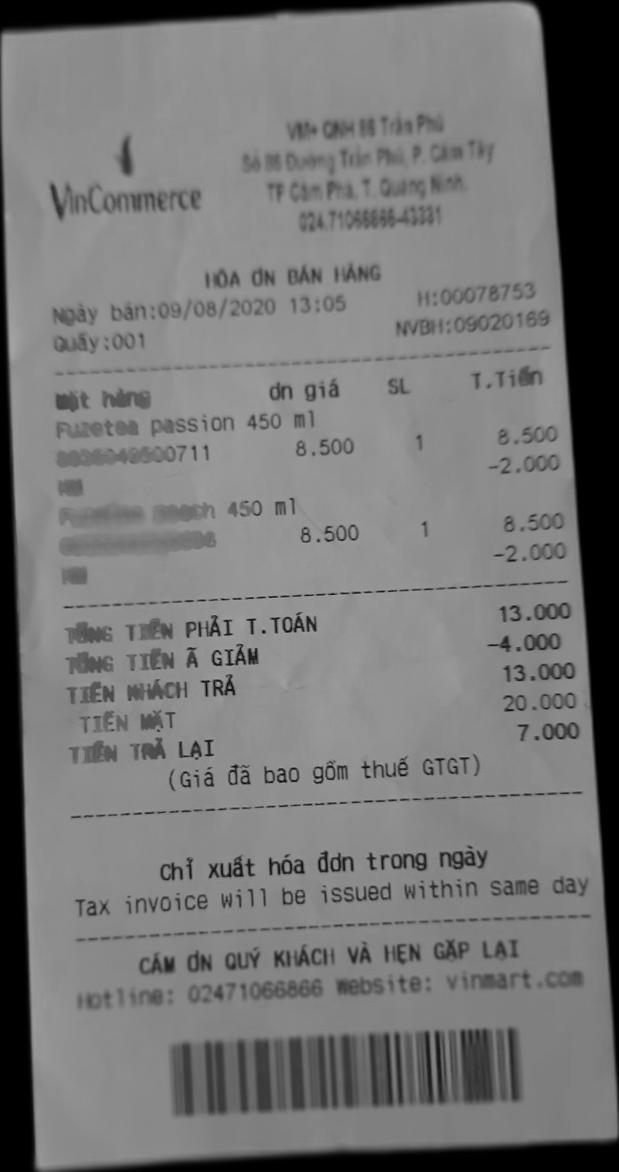 VinCommerce
VM+ QNH 86 Trần Phú
Số 86 Đường Trần Phú, P. Cẩm Tây
TP Cẩm Phả, T. Quảng Ninh.
024.71066866-43331
HÓA ƠN BÁN HÀNG
Ngày bán:09/08/2020 13:05 H:00078753
Quầy:001 NVBH:09020169
Mặt hàng ơn giá SL T.Tiền
Fuzetea passion 450 ml
8.500 1 8.500
-2.000
450 ml
8.500 1 8.500
-2.000
TỔNG TIỀN PHẢI T.TOÁN 13.000
TỔNG TIỀN Ã GIẢM -4.000
TIỀN KHÁCH TRẢ 13.000
TIỀN MẶT 20.000
TIỀN TRẢ LẠI 7.000
(Giá đã bao gồm thuế GTGT)
Chỉ xuất hóa đơn trong ngày
Tax invoice will be issued within same day
CẢM ƠN QUÝ KHÁCH VÀ HẸN GẶP LẠI
Hotline: 02471066866 Website: vinmart.com